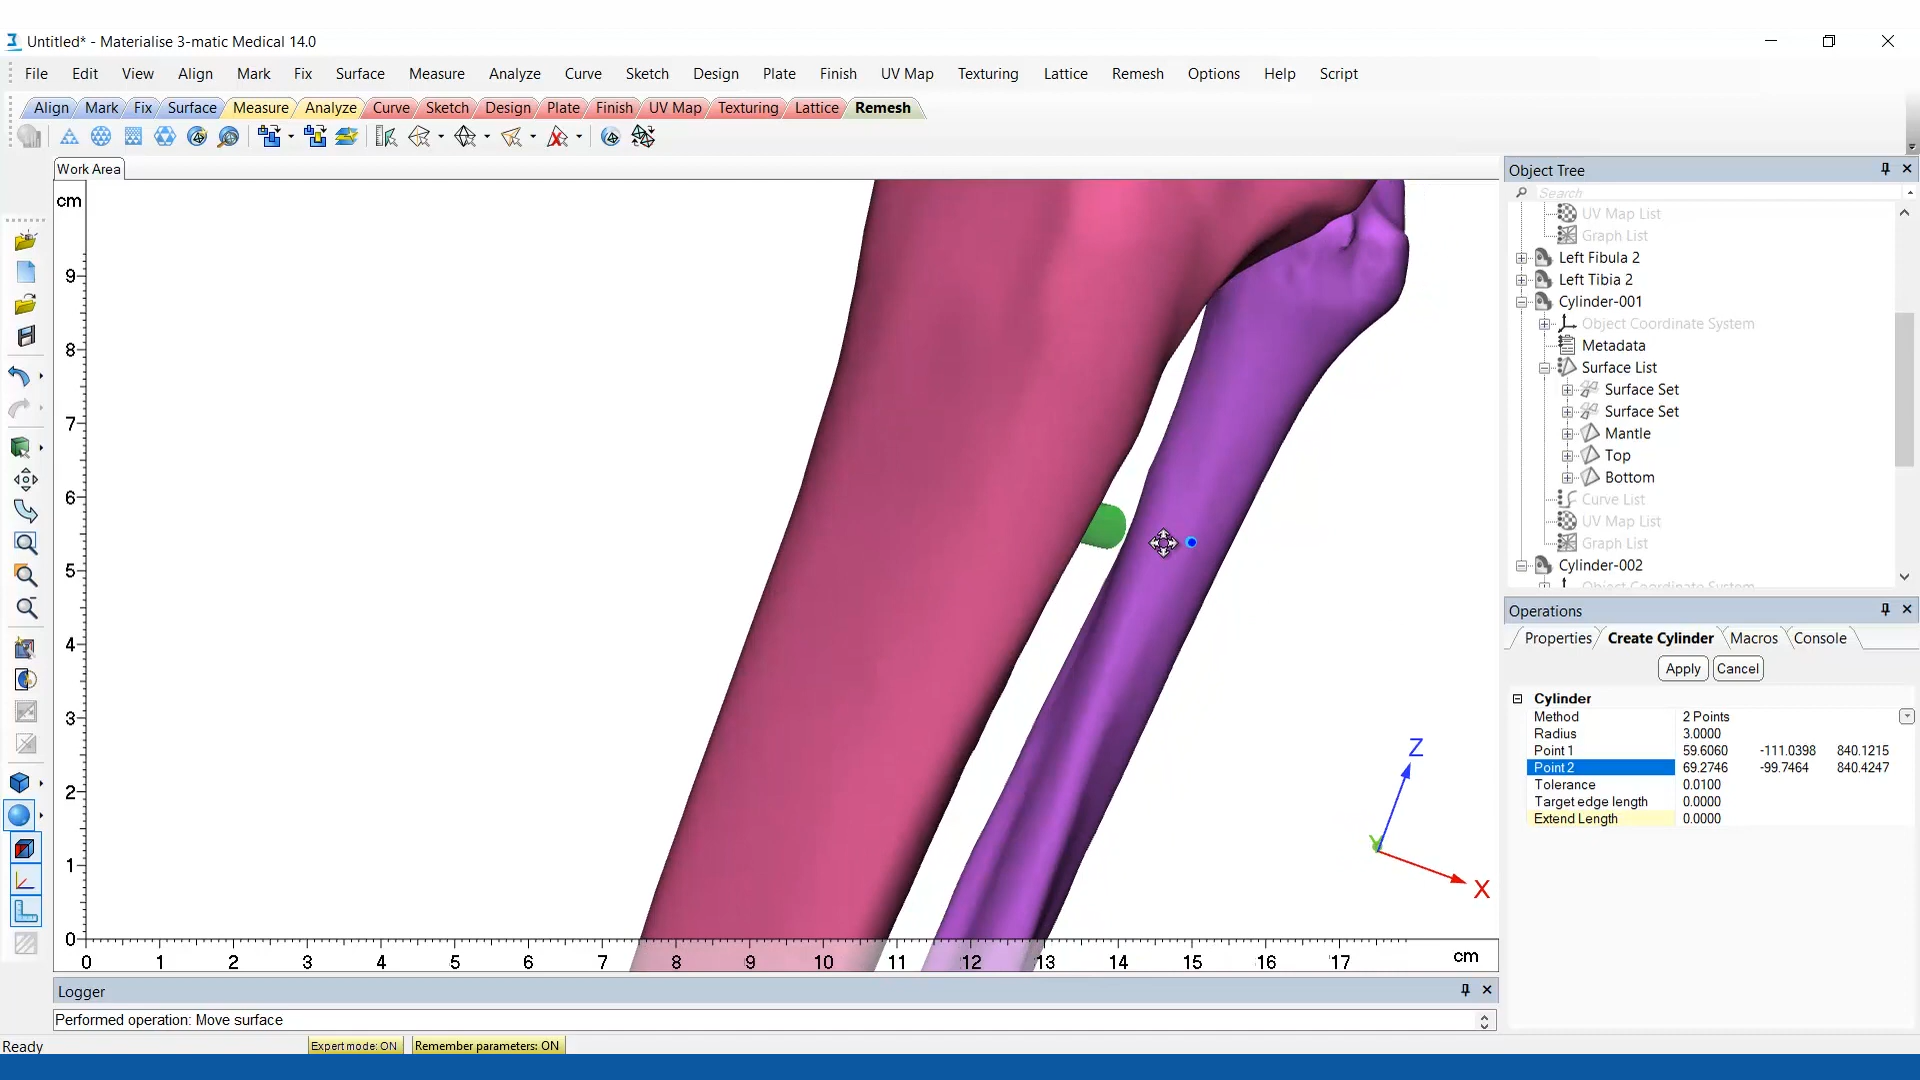 Untitled* - Materialise 3-matic Medical 14.0
File Edit View Align Mark Fix Surface Measure Analyze Curve Sketch Design Plate Finish UV Map Texturing Lattice Remesh Options Help Script
Align Mark Fix Surface Measure Analyze Curve Sketch Design Plate Finish UV Map Texturing Lattice Remesh
Work Area
cm
9
8
7
6
5
4
3
2
1
0
0 1 2 3 4 5 6 7 8 9 10 11 12 13 14 15 16 17 cm
Z
Y
X
Object Tree
Search
UV Map List
Graph List
Left Fibula 2
Left Tibia 2
Cylinder-001
Object Coordinate System
Metadata
Surface List
Surface Set
Surface Set
Mantle
Top
Bottom
Curve List
UV Map List
Graph List
Cylinder-002
Object Coordinate System
Operations
Properties Create Cylinder Macros Console
Apply Cancel
Cylinder
Method 2 Points
Radius 3.0000
Point 1 59.6060 -111.0398 840.1215
Point 2 69.2746 -99.7464 840.4247
Tolerance 0.0100
Target edge length 0.0000
Extend Length 0.0000
Logger
Performed operation: Move surface
Ready Expert mode: ON Remember parameters: ON